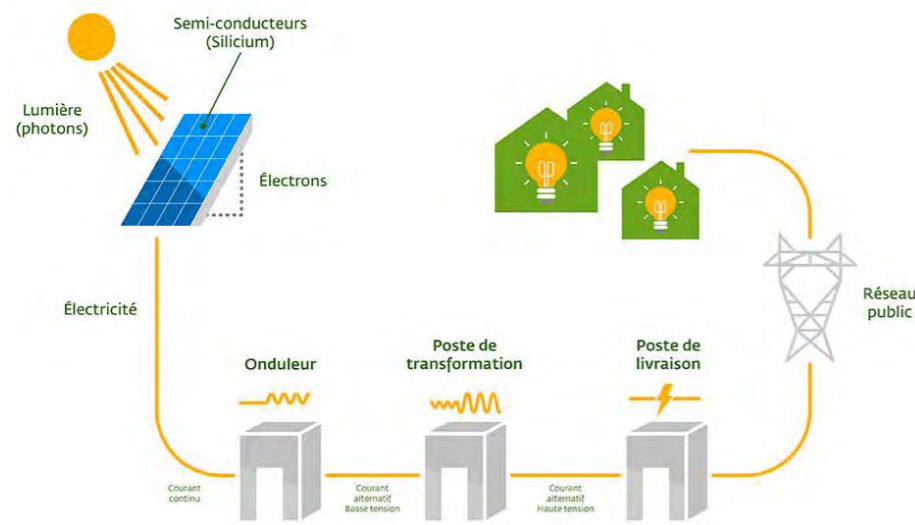 Semi-conducteurs
(Silicium)
Lumière
(photons)
Électrons
Électricité
Réseau
public
Onduleur
Poste de
transformation
Poste de
livraison
Courant
continu
Courant
alternatif
Basse tension
Courant
alternatif
Haute tension